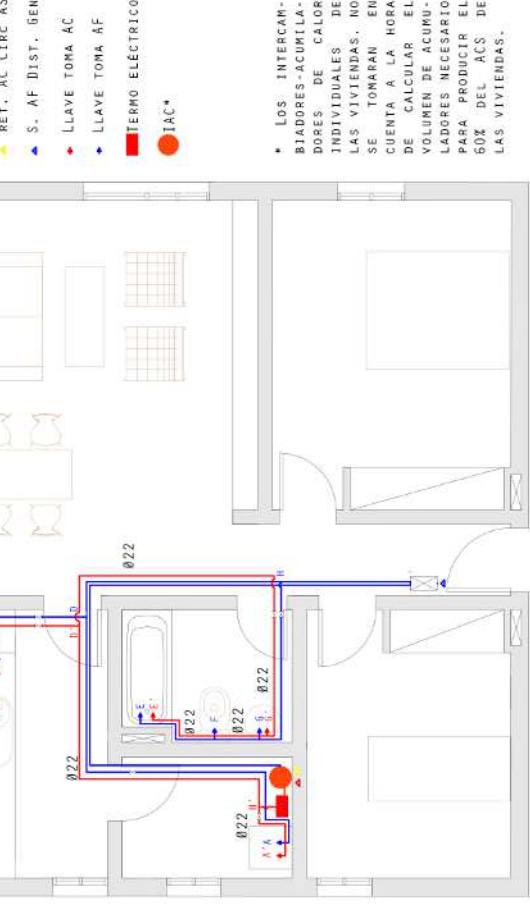 RET. AC CIRC AS
S. AF DIST. GEN
LLAVE TOMA AC
LLAVE TOMA AF
TERMO ELÉCTRICO
IAC*
* LOS INTERCAM-
BIADORES-ACUMILA-
DORES DE CALOR
INDIVIDUALES DE
LAS VIVIENDAS, NO
SE TOMARAN EN
CUENTA A LA HORA
DE CALCULAR EL
VOLUMEN DE ACUMU-
LADORES NECESARIO
PARA PRODUCIR EL
60% DEL ACS DE
LAS VIVIENDAS.
Ø22
D' D
H
E
E'
Ø22
F
Ø22
G
G'
Ø22
Ø22
Ø22
H'
A'A